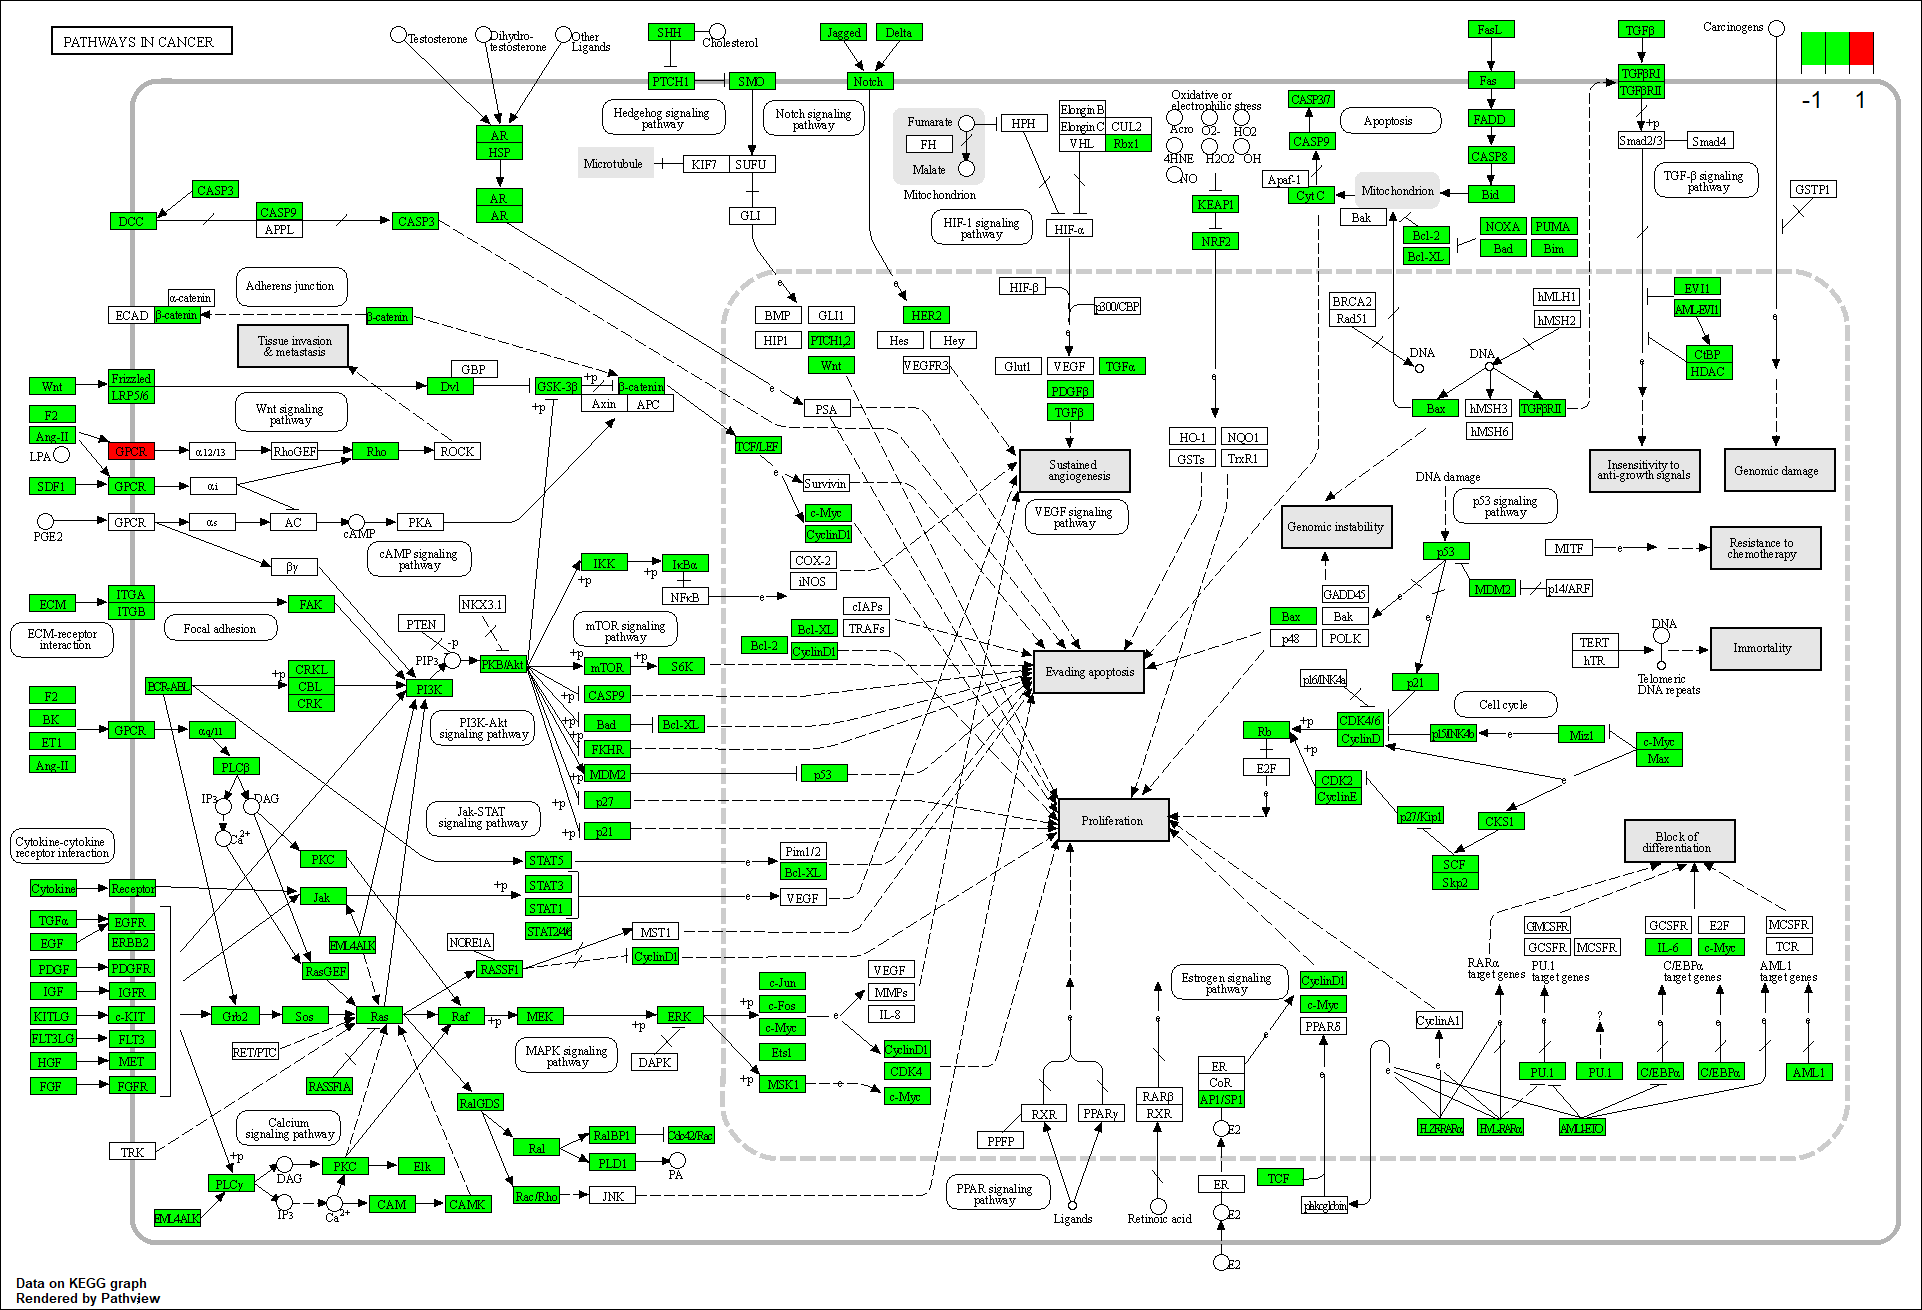 PATHWAYS IN CANCER
Testosterone
Dihydro-
testosterone
Other
Ligands
SHH
Cholesterol
PTCH1
SMO
Hedgehog signaling
pathway
Jagged
Delta
Notch
Notch signaling
pathway
Microtubule
KIF7
SUFU
GLI
AR
HSP
AR
AR
Fumarate
FH
Malate
Mitochondrion
HPH
Elongin B
Elongin C
CUL2
VHL
Rbx1
HIF-1 signaling
pathway
HIF-α
Oxidative or
electrophilic stress
Acro
O2-
HO2
4HNE
H2O2
OH
NO
KEAP1
NRF2
CASP3/7
CASP9
Apaf-1
Cyt C
Apoptosis
Mitochondrion
Bak
Bcl-2
Bcl-XL
NOXA
PUMA
Bad
Bim
FasL
Fas
FADD
CASP8
Bid
TGFβ
TGFβRI
TGFβRII
+p
Smad2/3
Smad4
TGF-β signaling
pathway
Carcinogens
GSTP1
-1
1
CASP3
DCC
CASP9
APPL
CASP3
Adherens junction
α-catenin
ECAD
β-catenin
β-catenin
Tissue invasion
& metastasis
Wnt
Frizzled
LRP5/6
GBP
Dvl
GSK-3β
+p
β-catenin
+p
Axin
APC
Wnt signaling
pathway
F2
Ang-II
LPA
GPCR
α12/13
RhoGEF
Rho
ROCK
SDF1
GPCR
αi
PGE2
GPCR
αs
AC
cAMP
PKA
cAMP signaling
pathway
βγ
TCF/LEF
e
BMP
GLI1
HIP1
PTCH1,2
Wnt
e
HER2
Hes
Hey
VEGFR3
HIF-β
p300/CBP
e
Glut1
VEGF
TGFα
PDGFβ
TGFβ
Sustained
angiogenesis
VEGF signaling
pathway
e
PSA
e
Survivin
c-Myc
CyclinD1
COX-2
iNOS
e
HO-1
NQO1
GSTs
TrxR1
BRCA2
Rad51
DNA
hMLH1
hMSH2
DNA
Bax
hMSH3
hMSH6
TGFβRII
EVI1
AML-EVI1
CtBP
HDAC
e
e
Insensitivity to
anti-growth signals
Genomic damage
Genomic instability
DNA damage
p53 signaling
pathway
p53
MDM2
p14/ARF
MITF
e
Resistance to
chemotherapy
e
e
GADD45
Bax
Bak
p48
POLK
p21
TERT
hTR
DNA
Telomeric
DNA repeats
Immortality
ECM
ITGA
ITGB
FAK
ECM-receptor
interaction
Focal adhesion
PTEN
PIP3
-p
NKX3.1
PKB/Akt
PI3K
PI3K-Akt
signaling pathway
IKK
+p
+p
IκBα
NFκB
e
mTOR signaling
pathway
+p
mTOR
+p
S6K
+p
CASP9
+p
Bad
Bcl-XL
+p
FKHR
+p
MDM2
p53
+p
p27
+p
p21
cIAPs
TRAFs
Bcl-XL
Bcl-2
CyclinD1
Evading apoptosis
Proliferation
F2
BK
ET1
Ang-II
GPCR
BCR-ABL
+p
CRKL
CBL
CRK
αq/11
PLCβ
IP3
DAG
Ca2+
PKC
Jak-STAT
signaling pathway
Cytokine-cytokine
receptor interaction
Cytokine
Receptor
Jak
+p
STAT5
STAT3
STAT1
STAT2/4/6
e
Pim1/2
Bcl-XL
e
VEGF
TGFα
EGFR
EGF
ERBB2
PDGF
PDGFR
IGF
IGFR
KITLG
c-KIT
FLT3LG
FLT3
HGF
MET
FGF
FGFR
EML4-ALK
RasGEF
NORE1A
RASSF1
MST1
CyclinD1
Grb2
Sos
Ras
Raf
+p
MEK
+p
ERK
RET/PTC
RASSF1A
MAPK signaling
pathway
DAPK
+p
+p
c-Jun
c-Fos
c-Myc
Ets1
MSK1
e
e
VEGF
MMPs
IL-8
CyclinD1
CDK4
c-Myc
Calcium
signaling pathway
TRK
+p
PLCγ
EML4-ALK
DAG
IP3
Ca2+
PKC
Elk
CAM
CAMK
RalGDS
Ral
RalBP1
Cdc42/Rac
PLD1
PA
Rac/Rho
JNK
p16/INK4a
Cell cycle
Rb
+p
CDK4/6
CyclinD
p15/INK4b
e
Miz1
c-Myc
Max
E2F
e
+p
CDK2
CyclinE
p27/Kip1
e
CKS1
SCF
Skp2
Block of
differentiation
GMCSFR
GCSFR
MCSFR
GCSFR
E2F
IL-6
c-Myc
MCSFR
TCR
RARα
target genes
PU.1
target genes
C/EBPα
target genes
AML1
target genes
Estrogen signaling
pathway
CyclinD1
c-Myc
PPARδ
CyclinA1
?
e
e
e
e
e
e
e
PU.1
PU.1
C/EBPα
C/EBPα
AML1
PLZF-RARα
PML-RARα
AML1-ETO
e
RXR
PPARγ
PPFP
e
RARβ
RXR
ER
CoR
AP1/SP1
e
E2
ER
E2
E2
PPAR signaling
pathway
Ligands
Retinoic acid
TCF
e
plakoglobin
Data on KEGG graph
Rendered by Pathview